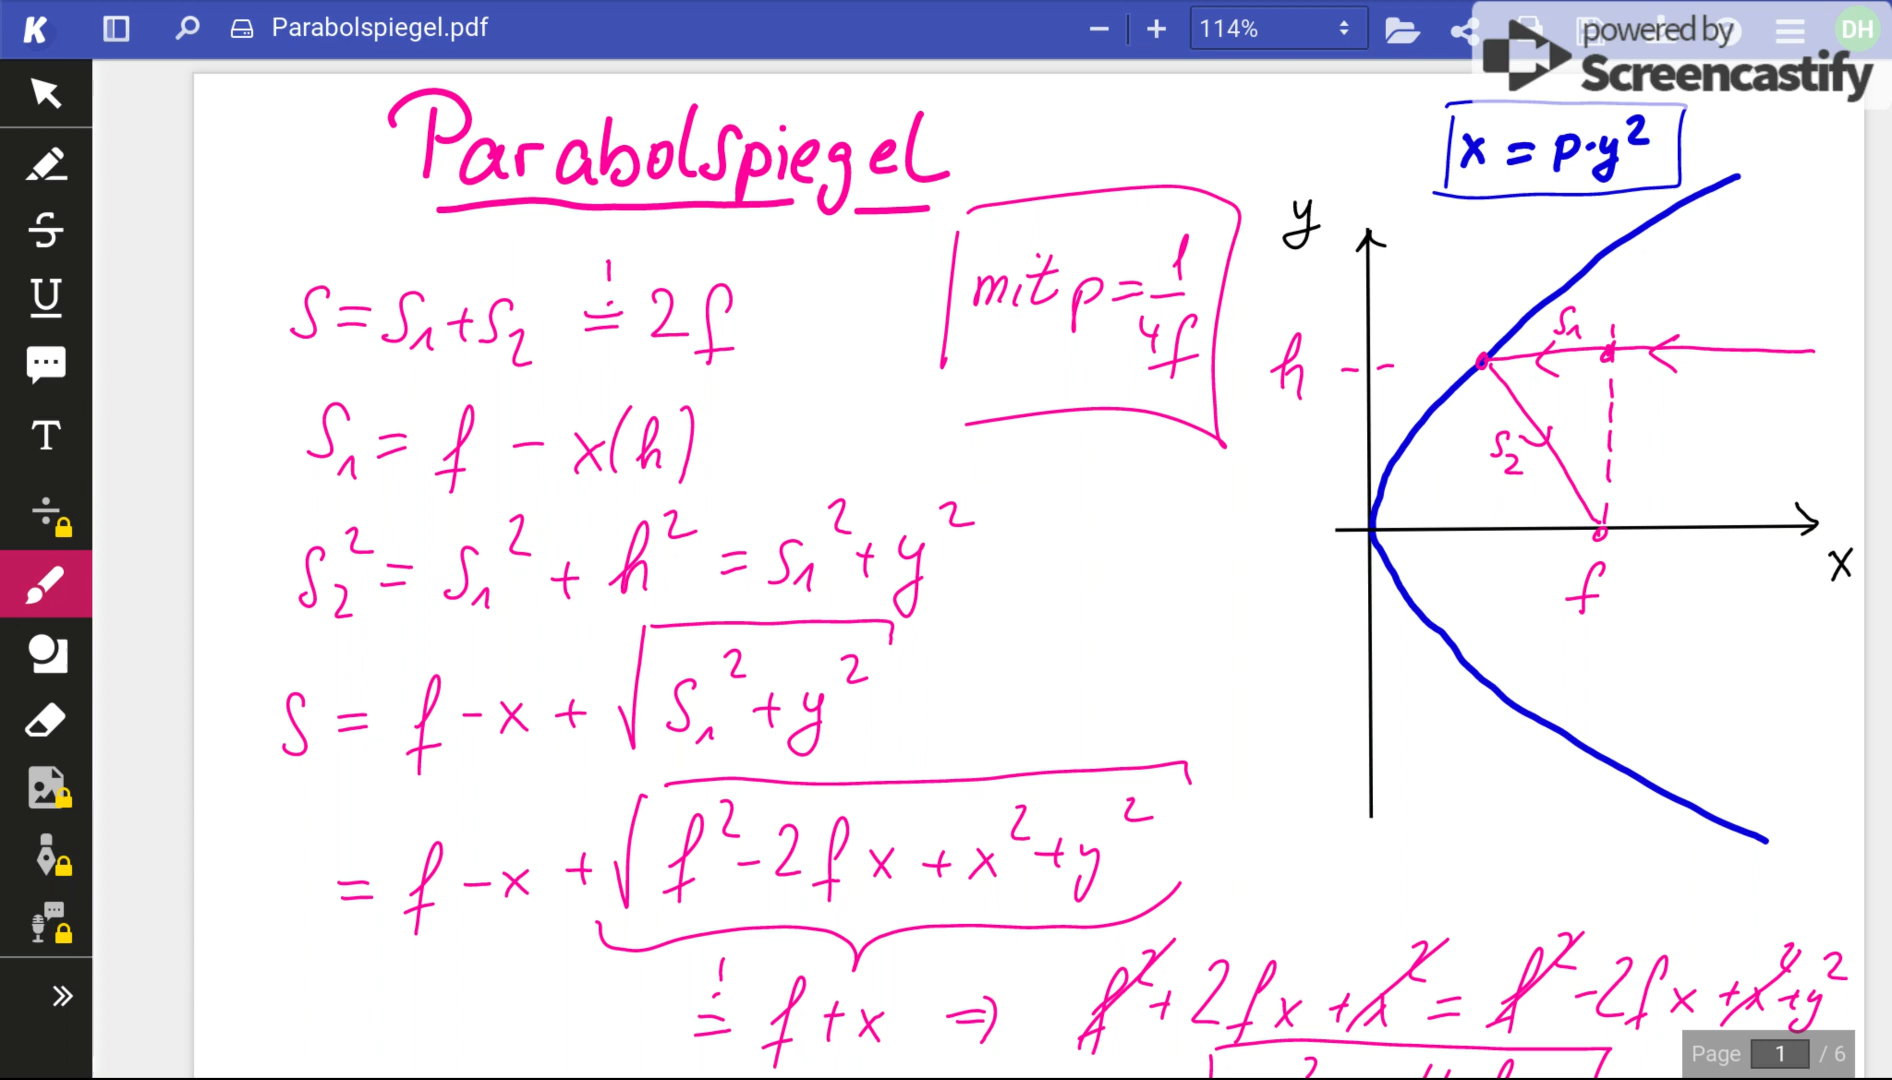 K Parabolspiegel.pdf 114% DH
powered by
Screencastify
Parabolspiegel
x = p·y²
mit p = 1/4f
S = S₁ + S₂ =! 2f
S₁ = f − x(h)
S₂² = S₁² + h² = S₁² + y²
S = f − x + √(S₁² + y²)
= f − x + √(f² − 2fx + x² + y²)
=! f + x ⇒ f² + 2fx + x² = f² − 2fx + x² + y²
y
h
S₁
S₂
f
x
Page 1 / 6